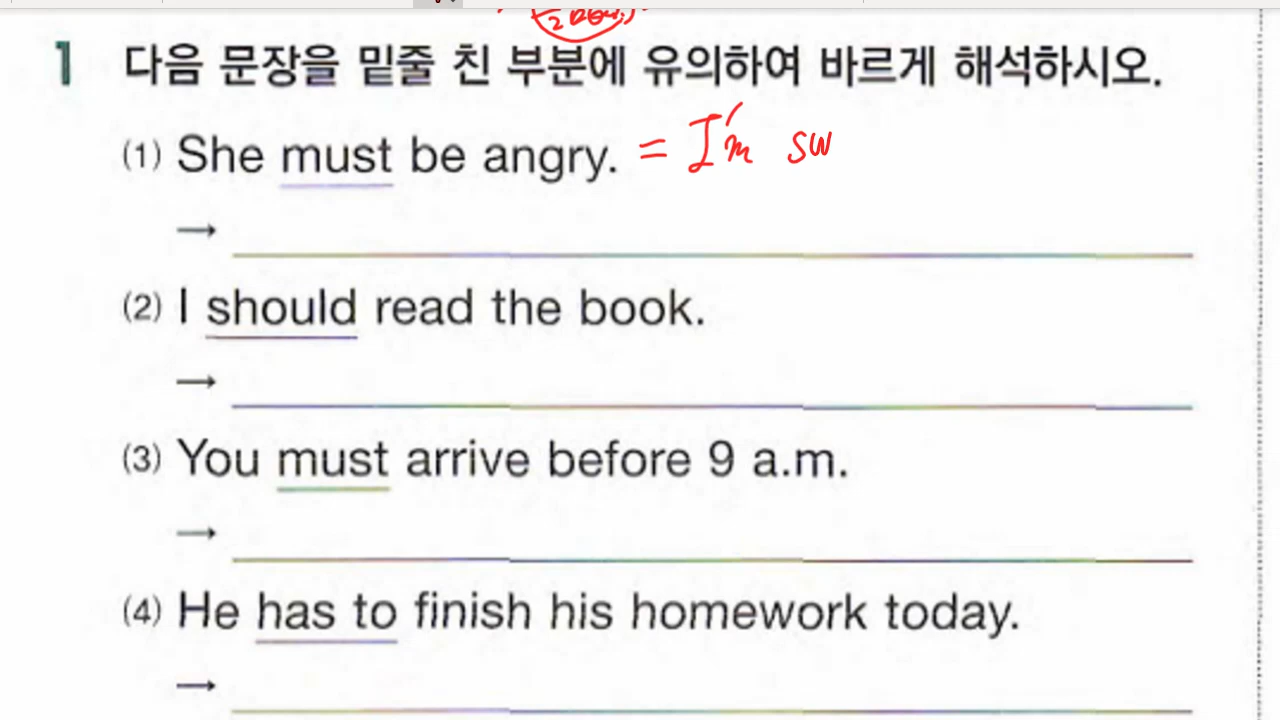 1 다음 문장을 밑줄 친 부분에 유의하여 바르게 해석하시오.
(1) She must be angry. = I'm
→
(2) I should read the book.
→
(3) You must arrive before 9 a.m.
→
(4) He has to finish his homework today.
→